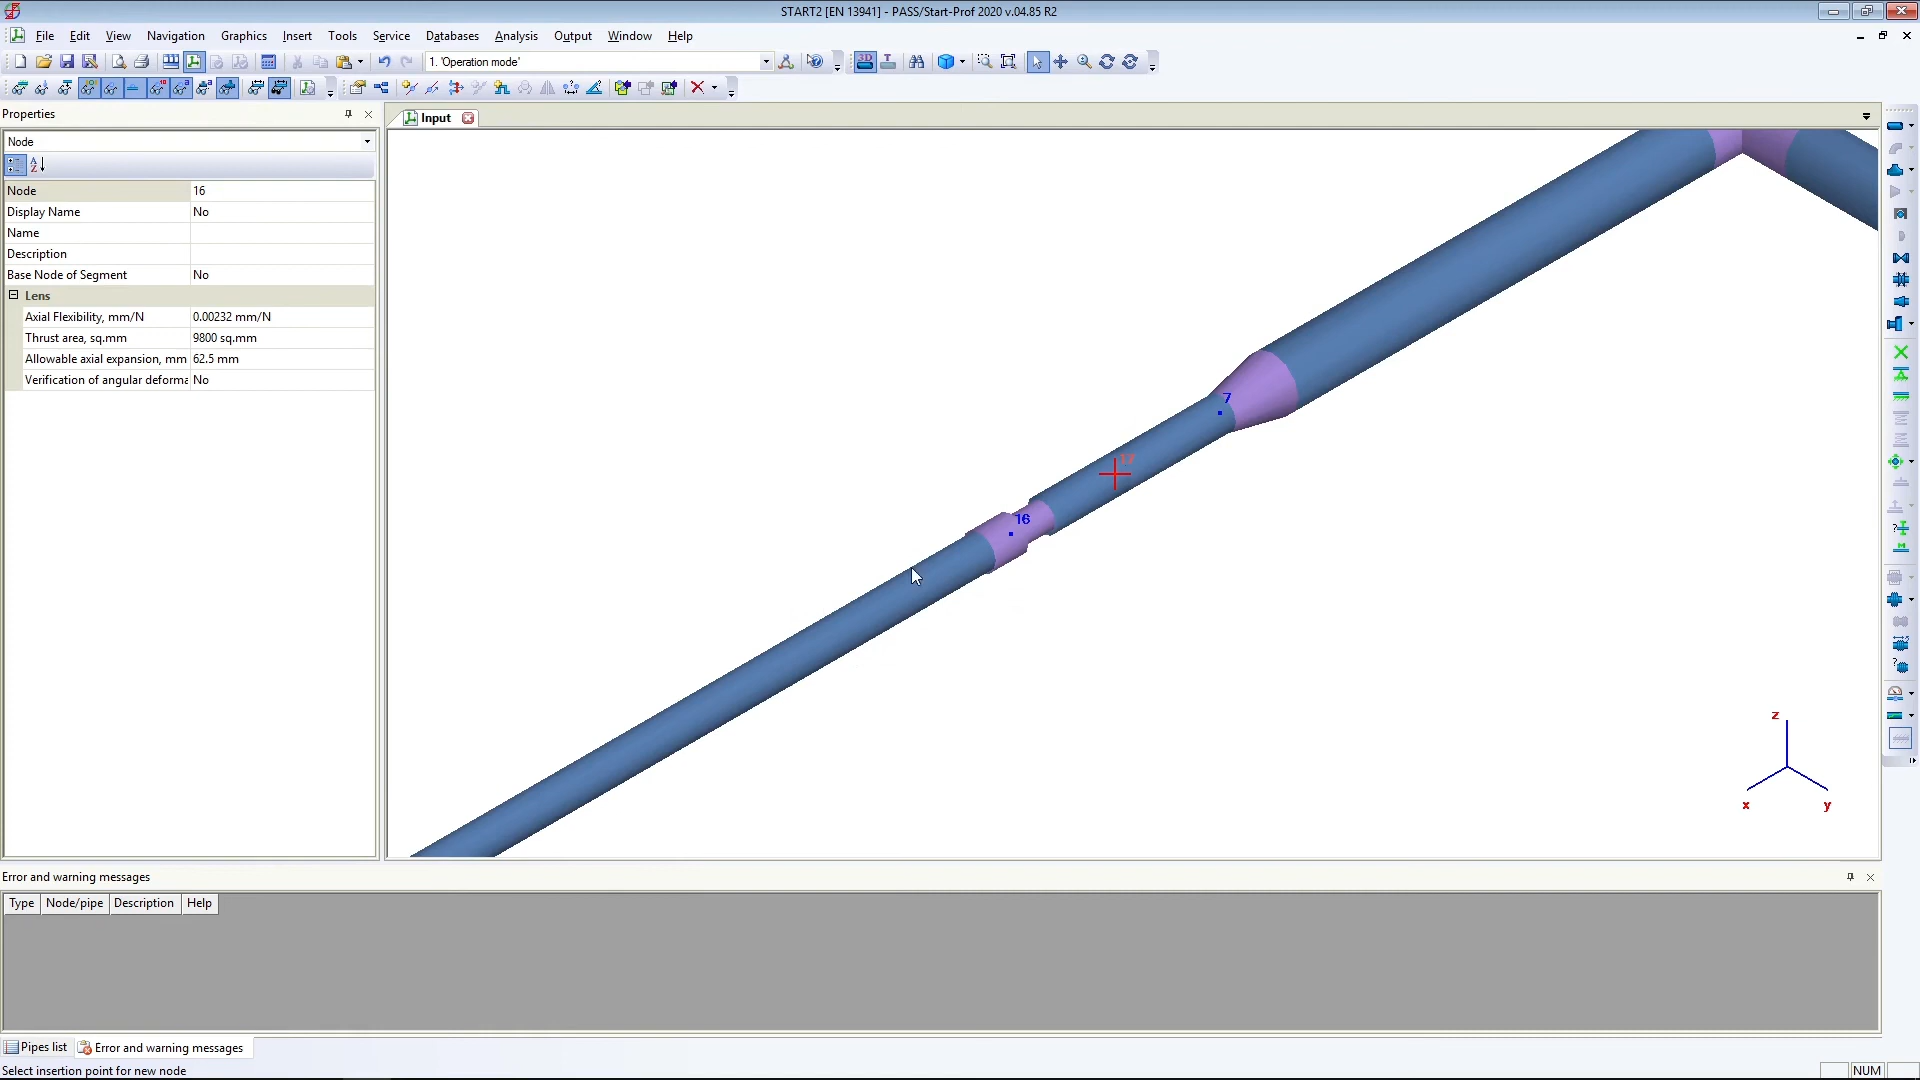 START2 [EN 13941] - PASS/Start-Prof 2020 v.04.85 R2
File Edit View Navigation Graphics Insert Tools Service Databases Analysis Output Window Help
1. 'Operation mode'
3D
Properties
Input
Node
Node 16
Display Name No
Name
Description
Base Node of Segment No
Lens
Axial Flexibility, mm/N 0.00232 mm/N
Thrust area, sq.mm 9800 sq.mm
Allowable axial expansion, mm 62.5 mm
Verification of angular deforma No
7
17
16
z
x y
Error and warning messages
Type Node/pipe Description Help
Pipes list Error and warning messages
Select insertion point for new node NUM